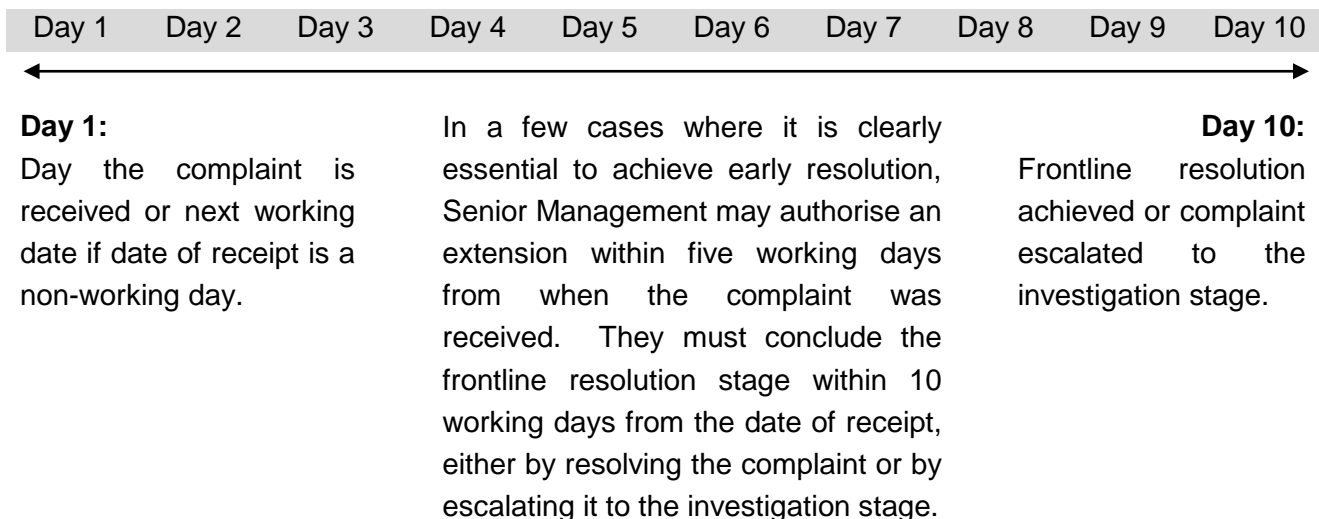 Day 1 Day 2 Day 3 Day 4 Day 5 Day 6 Day 7 Day 8 Day 9 Day 10
Day 1:
Day the complaint is
received or next working
date if date of receipt is a
non-working day.
In a few cases where it is clearly
essential to achieve early resolution,
Senior Management may authorise an
extension within five working days
from when the complaint was
received. They must conclude the
frontline resolution stage within 10
working days from the date of receipt,
either by resolving the complaint or by
escalating it to the investigation stage.
Day 10:
Frontline resolution
achieved or complaint
escalated to the
investigation stage.